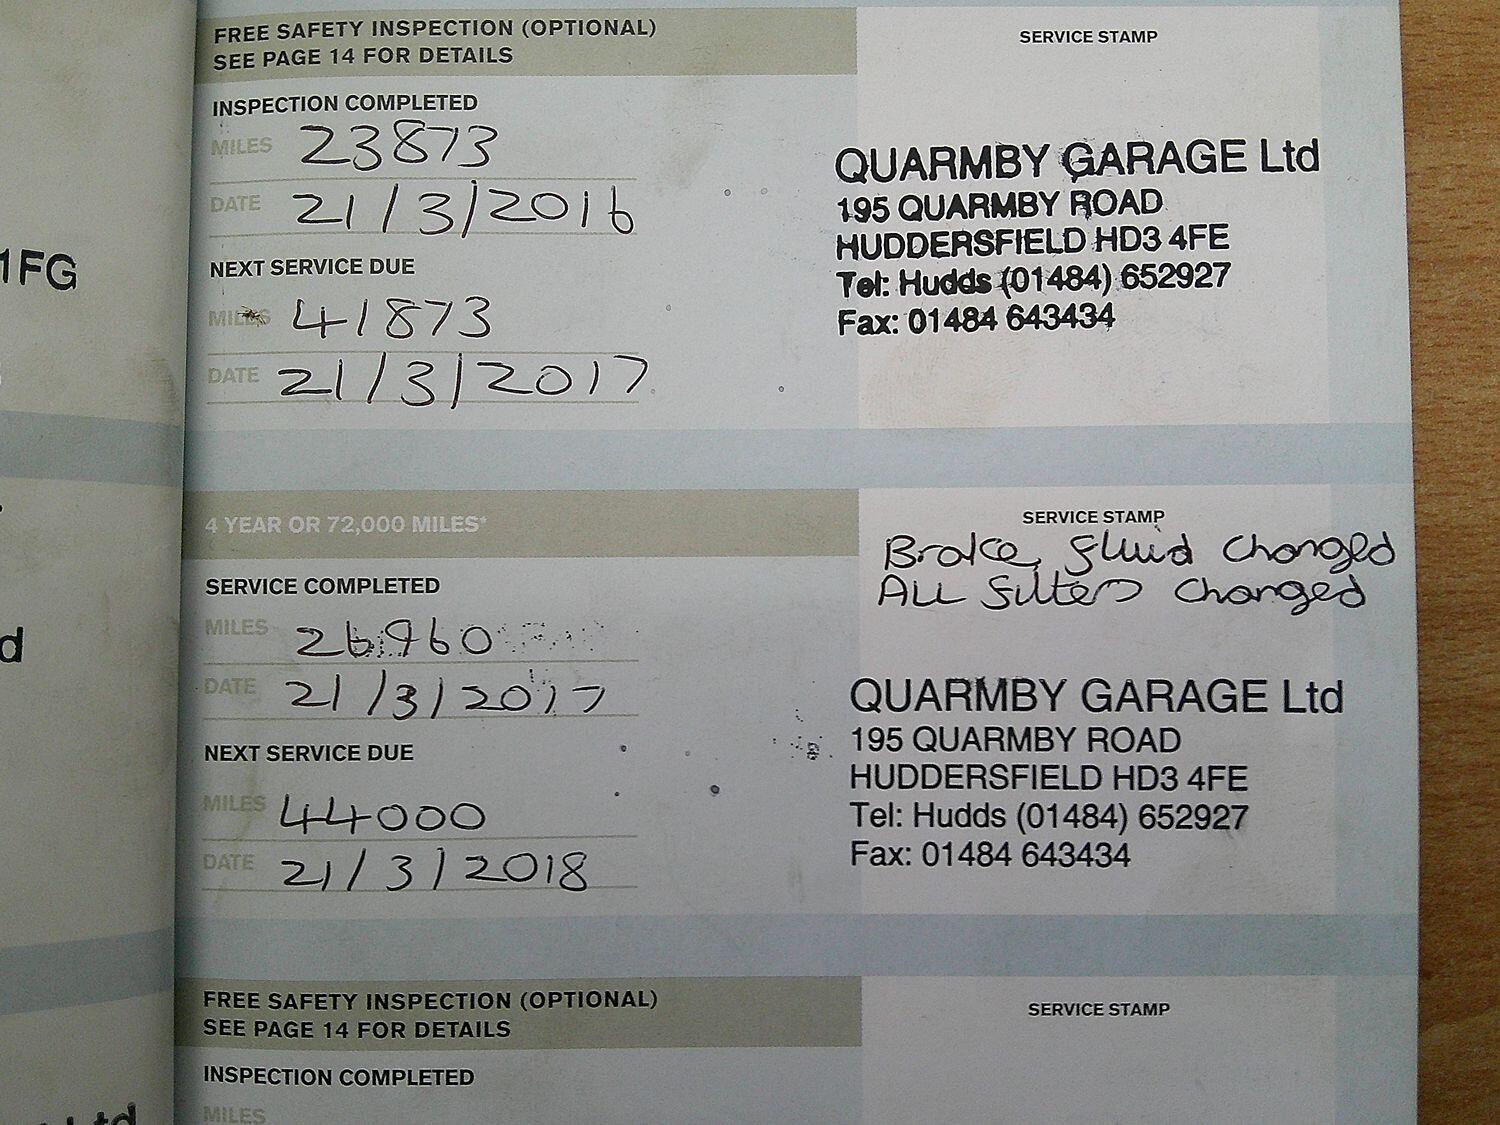 FREE SAFETY INSPECTION (OPTIONAL)
SEE PAGE 14 FOR DETAILS
SERVICE STAMP
INSPECTION COMPLETED
MILES 23873
DATE 21/3/2016
NEXT SERVICE DUE
MILES 41873
DATE 21/3/2017
QUARMBY GARAGE Ltd
195 QUARMBY ROAD
HUDDERSFIELD HD3 4FE
Tel: Hudds (01484) 652927
Fax: 01484 643434
1FG
4 YEAR OR 72,000 MILES*
SERVICE STAMP
Brake fluid changed
ALL filters changed
SERVICE COMPLETED
MILES 26960
DATE 21/3/2017
NEXT SERVICE DUE
MILES 44000
DATE 21/3/2018
QUARMBY GARAGE Ltd
195 QUARMBY ROAD
HUDDERSFIELD HD3 4FE
Tel: Hudds (01484) 652927
Fax: 01484 643434
d
FREE SAFETY INSPECTION (OPTIONAL)
SEE PAGE 14 FOR DETAILS
SERVICE STAMP
INSPECTION COMPLETED
MILES
Ltd